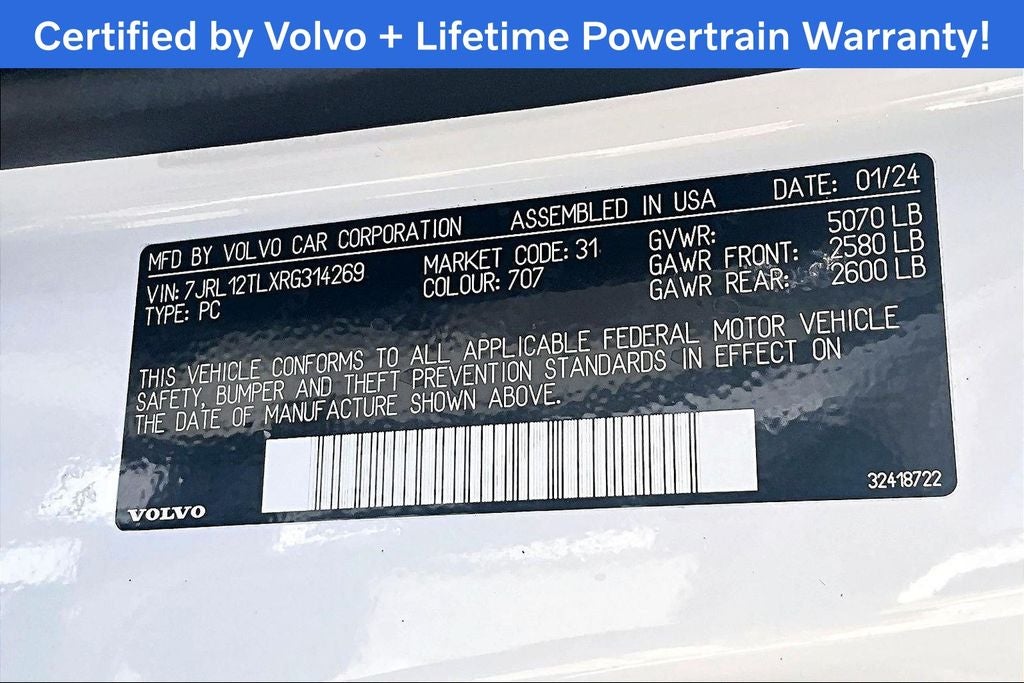 Certified by Volvo + Lifetime Powertrain Warranty!
MFD BY VOLVO CAR CORPORATION ASSEMBLED IN USA DATE: 01/24
VIN: 7JRL12TLXRG314269 MARKET CODE: 31 GVWR: 5070 LB
TYPE: PC COLOUR: 707 GAWR FRONT: 2580 LB
GAWR REAR: 2600 LB
THIS VEHICLE CONFORMS TO ALL APPLICABLE FEDERAL MOTOR VEHICLE
SAFETY, BUMPER AND THEFT PREVENTION STANDARDS IN EFFECT ON
THE DATE OF MANUFACTURE SHOWN ABOVE.
32418722
VOLVO